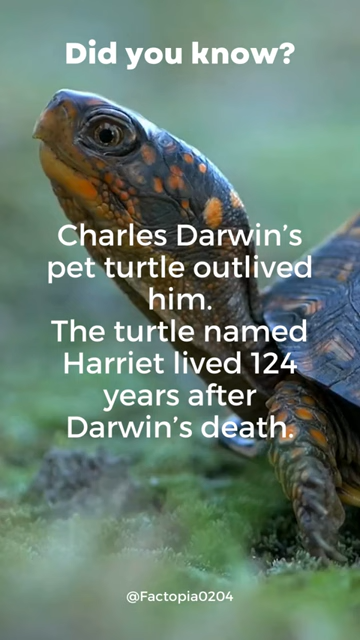 Did you know?
Charles Darwin’s
pet turtle outlived
him.
The turtle named
Harriet lived 124
years after
Darwin’s death.
@Factopia0204